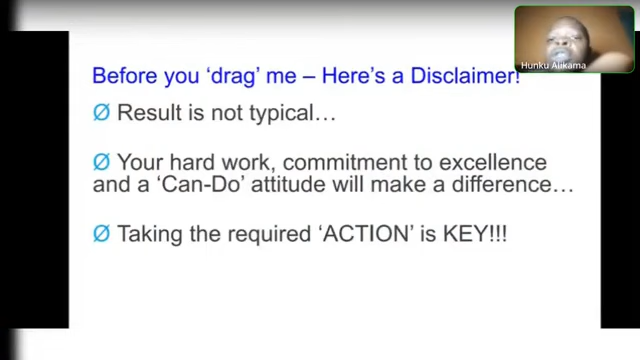 Hunku Alikama
Before you ‘drag’ me – Here’s a Disclaimer!
Ø Result is not typical…
Ø Your hard work, commitment to excellence
and a ‘Can-Do’ attitude will make a difference…
Ø Taking the required ‘ACTION’ is KEY!!!